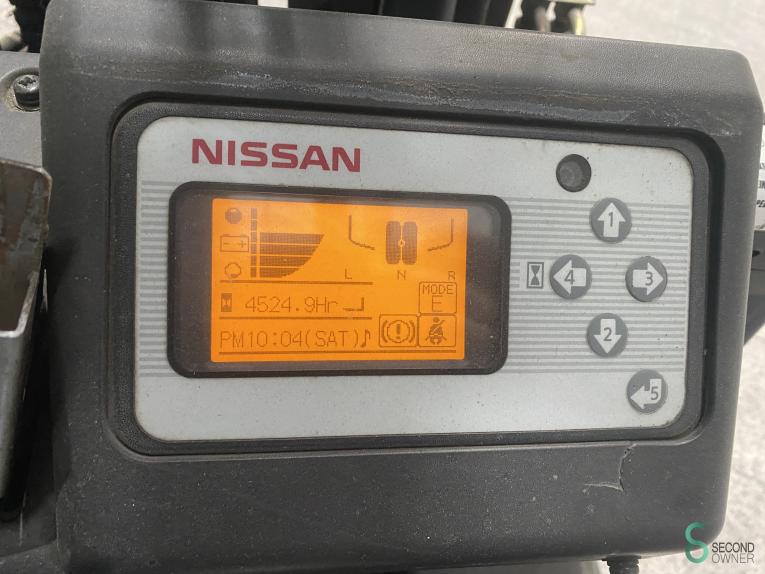 NISSAN
L N R
4524.9Hr
MODE
E
PM10:04(SAT)
1
4
3
2
5
SECOND
OWNER